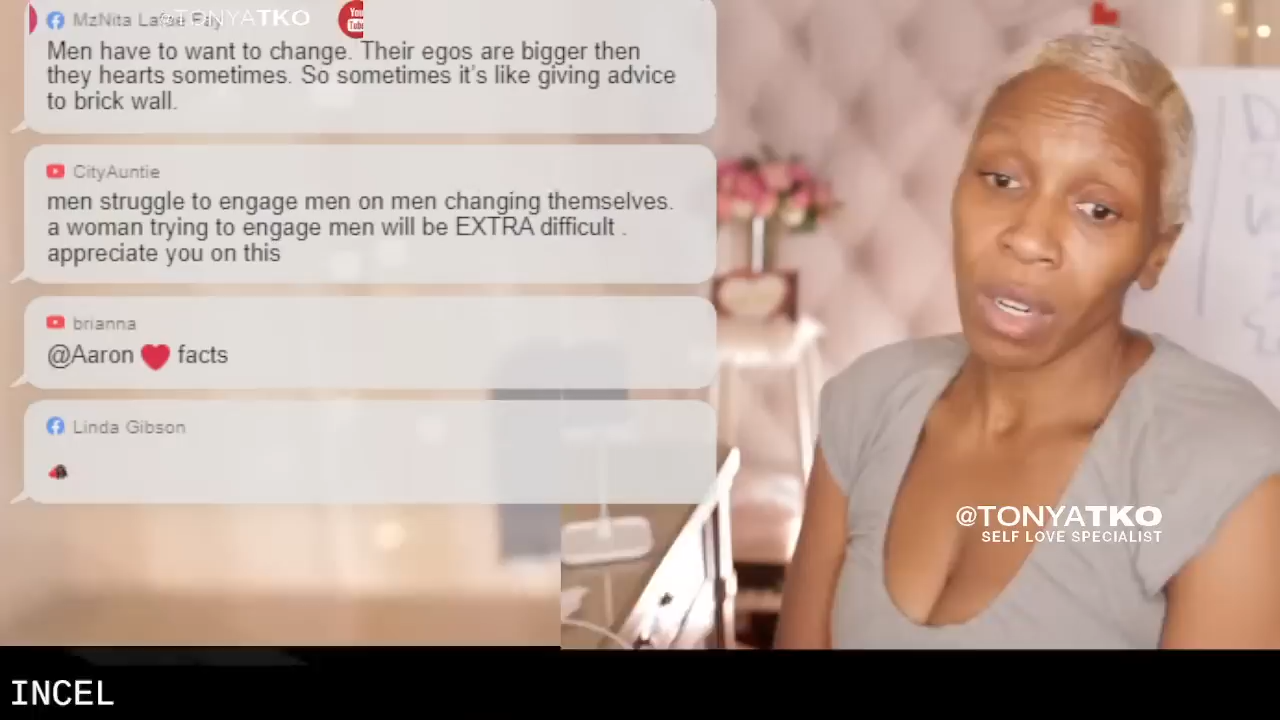 MzNita
@TONYATKO
You
Tube
Men have to want to change. Their egos are bigger then
they hearts sometimes. So sometimes it's like giving advice
to brick wall.
CityAuntie
men struggle to engage men on men changing themselves.
a woman trying to engage men will be EXTRA difficult .
appreciate you on this
brianna
@Aaron ❤️ facts
Linda Gibson
@TONYATKO
SELF LOVE SPECIALIST
INCEL